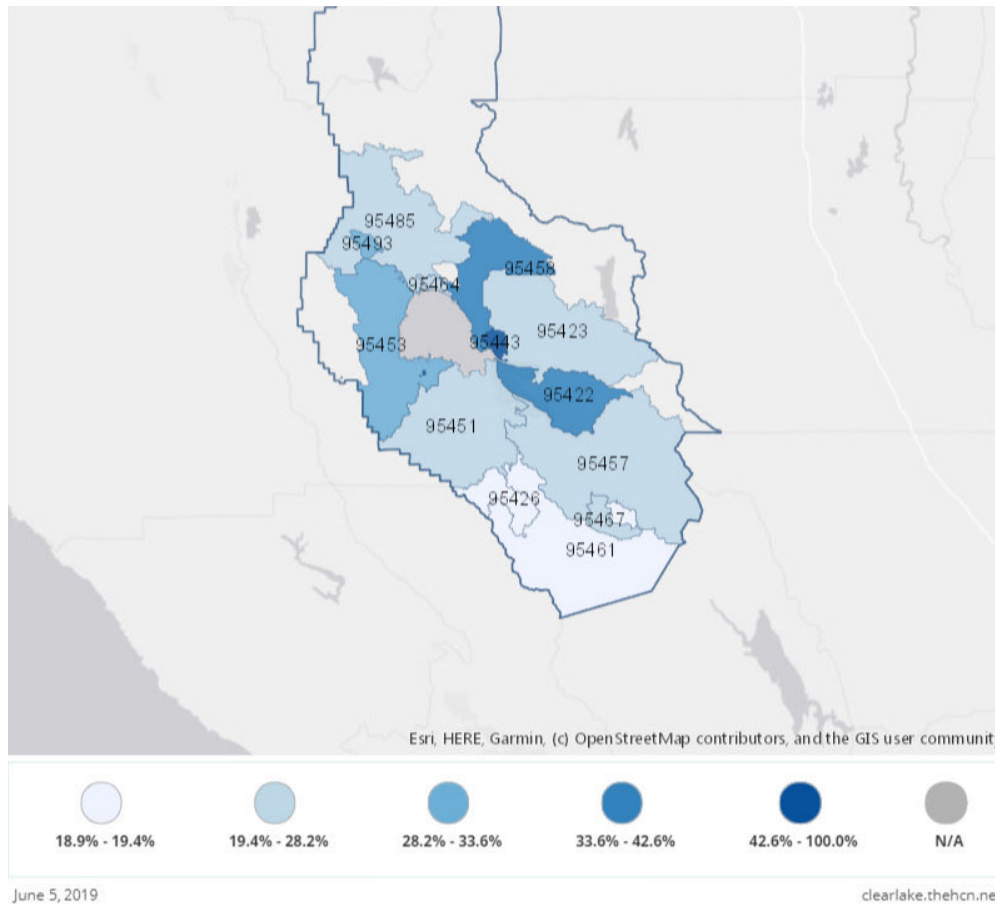 95485
95493
95458
95464
95423
95443
95453
95422
95451
95457
95426
95467
95461
Esri, HERE, Garmin, (c) OpenStreetMap contributors, and the GIS user communit
18.9% - 19.4%
19.4% - 28.2%
28.2% - 33.6%
33.6% - 42.6%
42.6% - 100.0%
N/A
June 5, 2019
clearlake.thehcn.ne